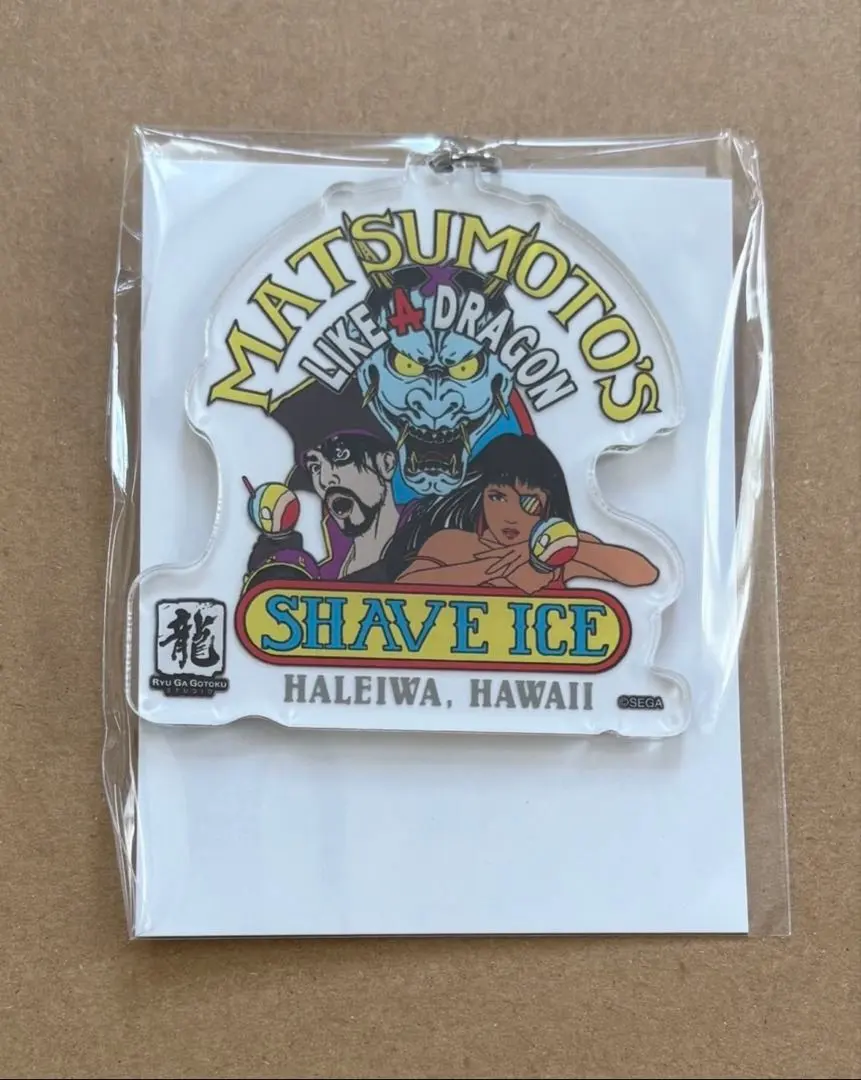 MATSUMOTO'S
LIKE A DRAGON
SHAVE ICE
龍
RYU GA GOTOKU
STUDIO
HALEIWA, HAWAII
©SEGA